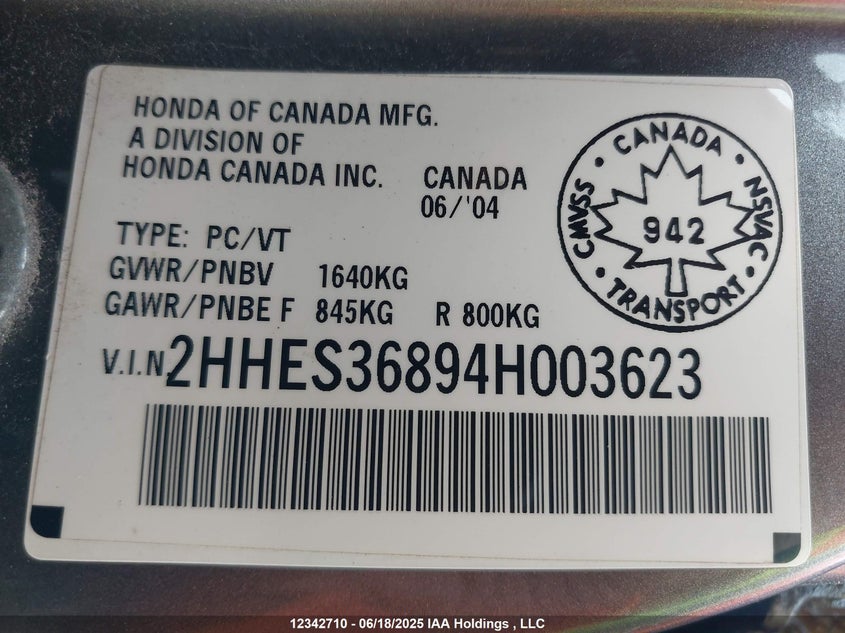 HONDA OF CANADA MFG.
A DIVISION OF
HONDA CANADA INC. CANADA
06/'04
TYPE: PC/VT
GVWR/PNBV 1640KG
GAWR/PNBE F 845KG R 800KG
V.I.N 2HHES36894H003623
CANADA
CMVSS
NSVAC
942
TRANSPORT
12342710 - 06/18/2025 IAA Holdings , LLC